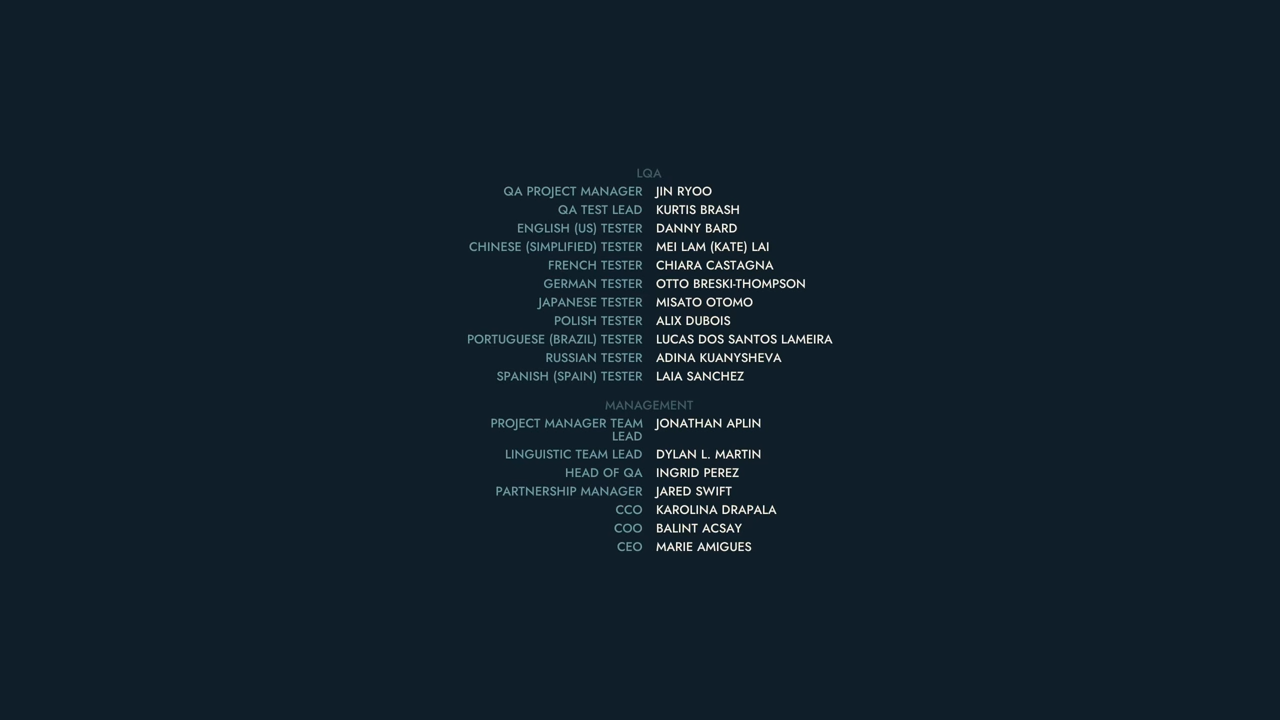 LQA
QA PROJECT MANAGER JIN RYOO
QA TEST LEAD KURTIS BRASH
ENGLISH (US) TESTER DANNY BARD
CHINESE (SIMPLIFIED) TESTER MEI LAM (KATE) LAI
FRENCH TESTER CHIARA CASTAGNA
GERMAN TESTER OTTO BRESKI-THOMPSON
JAPANESE TESTER MISATO OTOMO
POLISH TESTER ALIX DUBOIS
PORTUGUESE (BRAZIL) TESTER LUCAS DOS SANTOS LAMEIRA
RUSSIAN TESTER ADINA KUANYSHEVA
SPANISH (SPAIN) TESTER LAIA SANCHEZ
MANAGEMENT
PROJECT MANAGER TEAM JONATHAN APLIN
LEAD
LINGUISTIC TEAM LEAD DYLAN L. MARTIN
HEAD OF QA INGRID PEREZ
PARTNERSHIP MANAGER JARED SWIFT
CCO KAROLINA DRAPALA
COO BALINT ACSAY
CEO MARIE AMIGUES